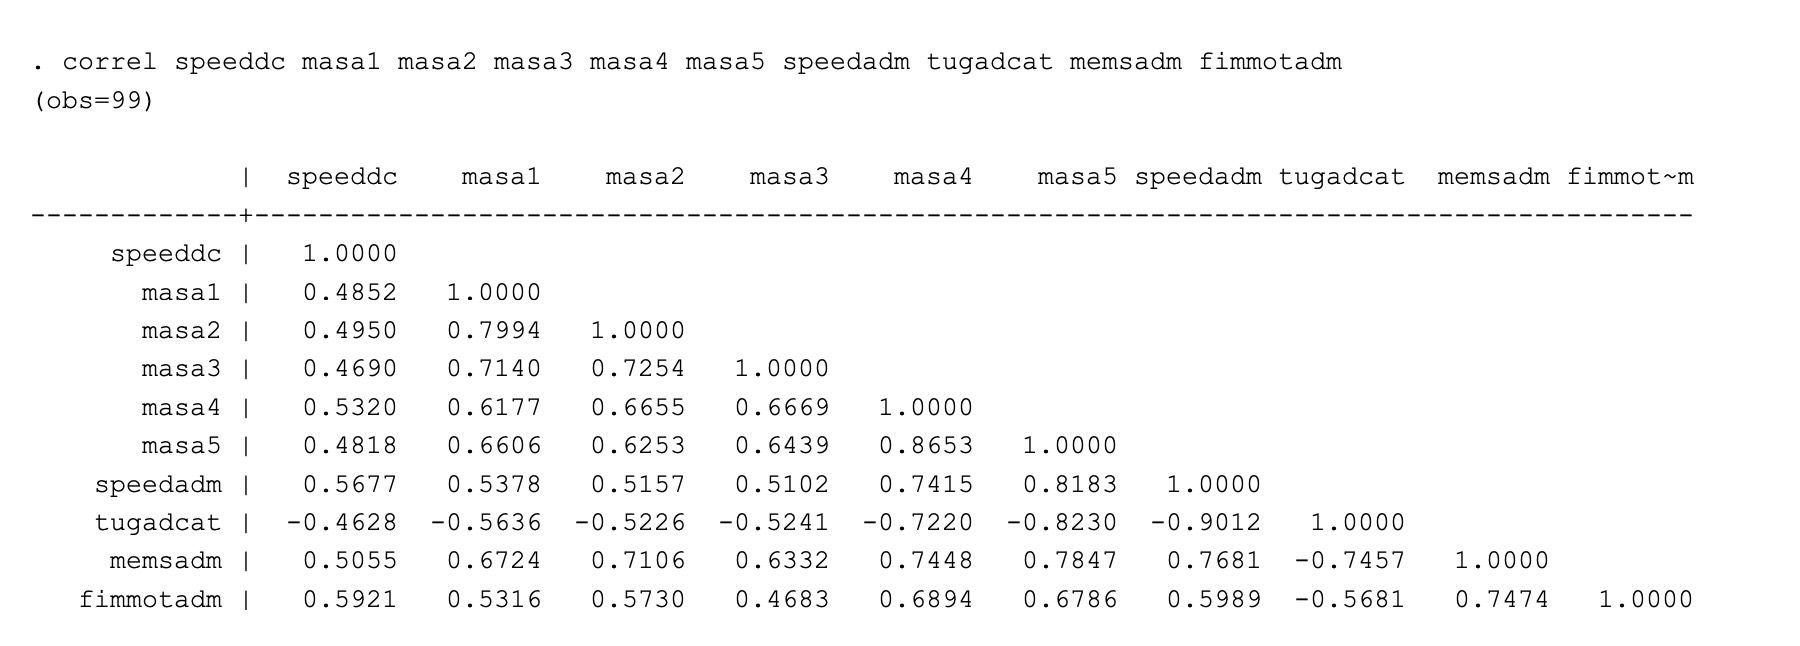 . correl speeddc masa1 masa2 masa3 masa4 masa5 speedadm tugadcat memsadm fimmotadm
(obs=99)
             |  speeddc    masa1    masa2    masa3    masa4    masa5 speedadm tugadcat  memsadm fimmot~m
-------------+------------------------------------------------------------------------------------------
     speeddc |   1.0000
       masa1 |   0.4852   1.0000
       masa2 |   0.4950   0.7994   1.0000
       masa3 |   0.4690   0.7140   0.7254   1.0000
       masa4 |   0.5320   0.6177   0.6655   0.6669   1.0000
       masa5 |   0.4818   0.6606   0.6253   0.6439   0.8653   1.0000
    speedadm |   0.5677   0.5378   0.5157   0.5102   0.7415   0.8183   1.0000
    tugadcat |  -0.4628  -0.5636  -0.5226  -0.5241  -0.7220  -0.8230  -0.9012   1.0000
     memsadm |   0.5055   0.6724   0.7106   0.6332   0.7448   0.7847   0.7681  -0.7457   1.0000
   fimmotadm |   0.5921   0.5316   0.5730   0.4683   0.6894   0.6786   0.5989  -0.5681   0.7474   1.0000